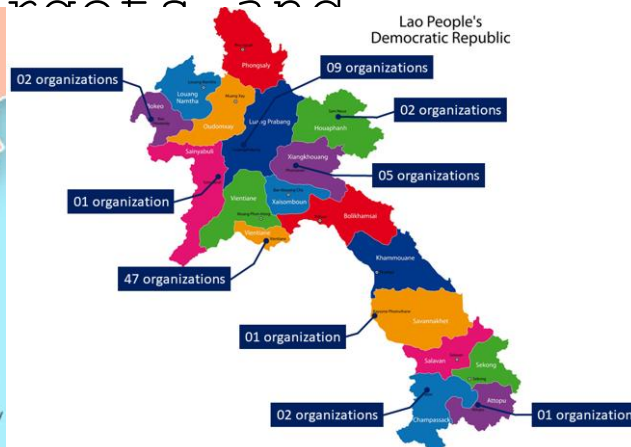 Lao People's
Democratic Republic
Phongsaly
09 organizations
02 organizations
Louang
Namtha
02 organizations
Bokeo
Oudomxay
Luang Prabang
Houaphanh
Sainyabuli
Xiangkhouang
05 organizations
01 organization
Vientiane
Xaisomboun
Bolikhamsai
Vientiane
Khammouane
47 organizations
Savannakhet
01 organization
Salavan
Sekong
Attopu
02 organizations
Champasack
01 organization